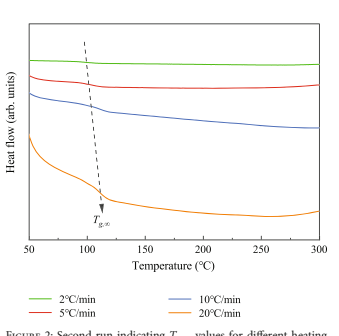 Heat flow (arb. units)
T g,∞
50 100 150 200 250 300
Temperature (°C)
2°C/min 10°C/min
5°C/min 20°C/min
FIGURE 2: Second run indicating T values for different heating